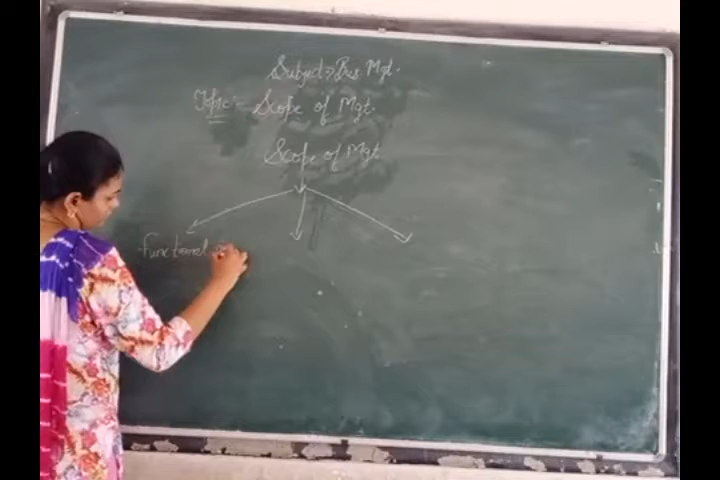 Subject > Bus. Mgt.
Topic:- Scope of Mgt.
Scope of Mgt
Functional